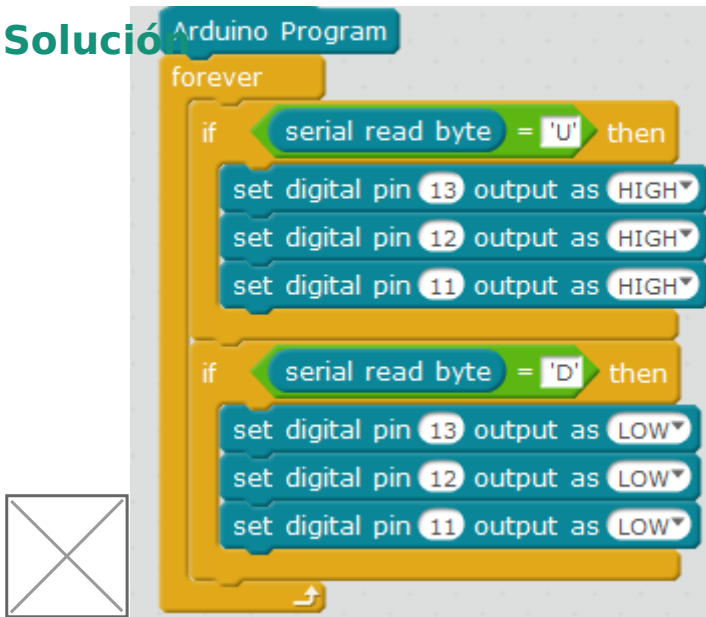 Solución
Arduino Program
forever
if serial read byte = 'U' then
set digital pin 13 output as HIGH
set digital pin 12 output as HIGH
set digital pin 11 output as HIGH
if serial read byte = 'D' then
set digital pin 13 output as LOW
set digital pin 12 output as LOW
set digital pin 11 output as LOW